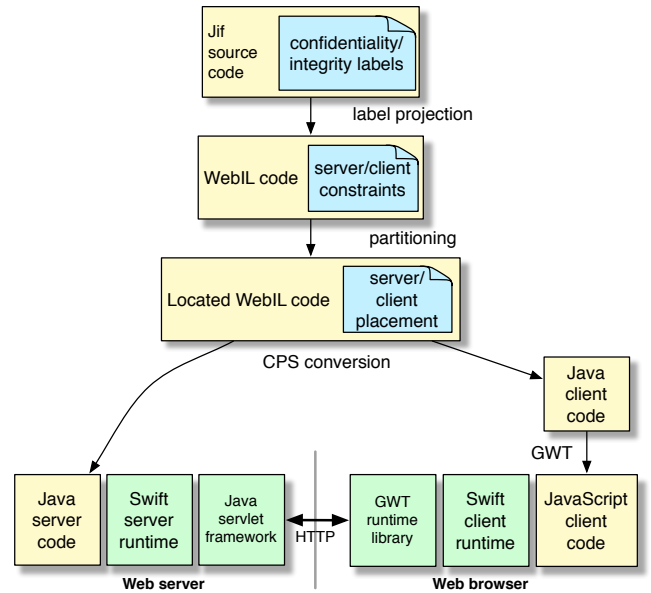 Jif
source
code
confidentiality/
integrity labels
label projection
WebIL code
server/client
constraints
partitioning
Located WebIL code
server/
client
placement
CPS conversion
Java
client
code
GWT
Java
server
code
Swift
server
runtime
Java
servlet
framework
HTTP
GWT
runtime
library
Swift
client
runtime
JavaScript
client
code
Web server
Web browser